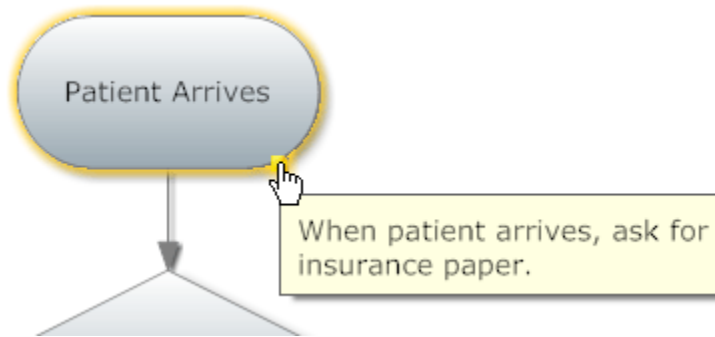 Patient Arrives
When patient arrives, ask for
insurance paper.